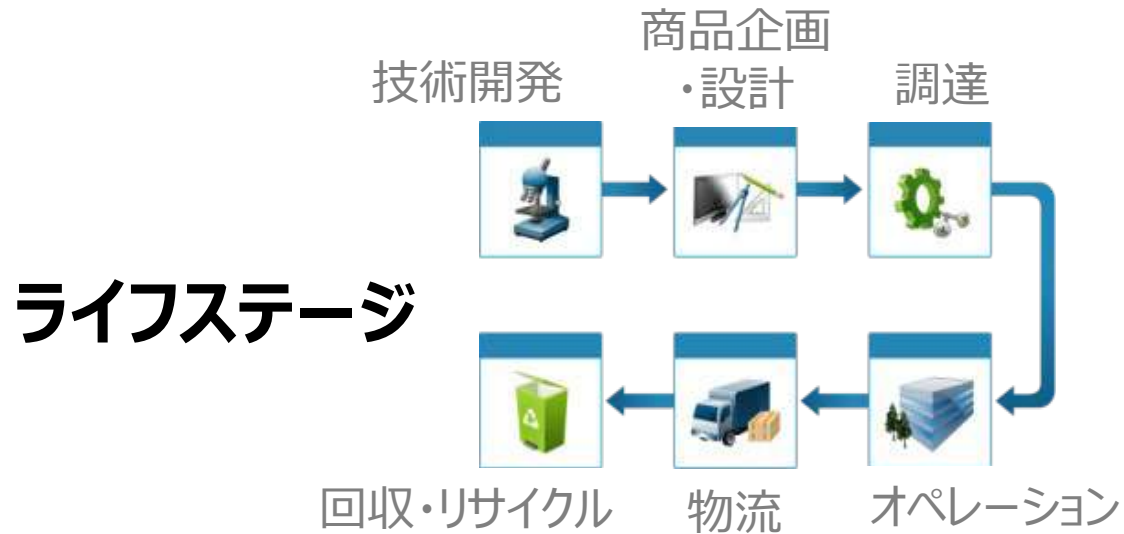 技術開発
商品企画
・設計
調達
ライフステージ
回収・リサイクル
物流
オペレーション